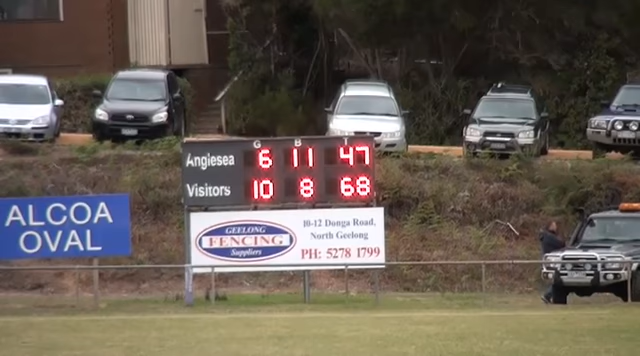 G B T
Anglesea 6 11 47
Visitors 10 8 68
ALCOA
OVAL
GEELONG
FENCING
Suppliers
10-12 Donga Road,
North Geelong
PH: 5278 1799